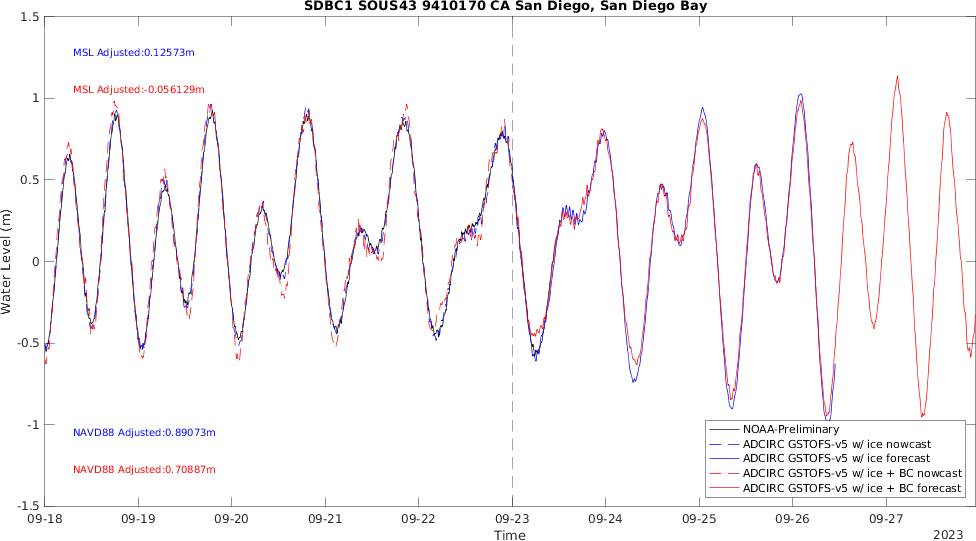 SDBC1 SOUS43 9410170 CA San Diego, San Diego Bay
1.5
MSL Adjusted:0.12573m
MSL Adjusted:-0.056129m
1
0.5
Water Level (m)
0
-0.5
-1
NAVD88 Adjusted:0.89073m
NAVD88 Adjusted:0.70887m
NOAA-Preliminary
ADCIRC GSTOFS-v5 w/ ice nowcast
ADCIRC GSTOFS-v5 w/ ice forecast
ADCIRC GSTOFS-v5 w/ ice + BC nowcast
ADCIRC GSTOFS-v5 w/ ice + BC forecast
-1.5
09-18 09-19 09-20 09-21 09-22 09-23 09-24 09-25 09-26 09-27
Time
2023